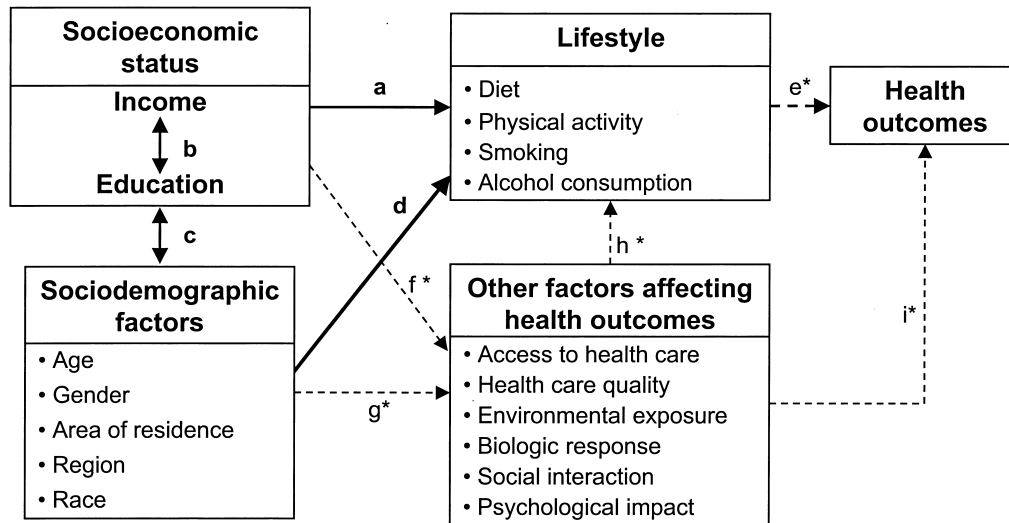 Socioeconomic
status
Income
b
Education
a
Lifestyle
• Diet
• Physical activity
• Smoking
• Alcohol consumption
e*
Health
outcomes
c
d
f*
h *
i*
g*
Sociodemographic
factors
• Age
• Gender
• Area of residence
• Region
• Race
Other factors affecting
health outcomes
• Access to health care
• Health care quality
• Environmental exposure
• Biologic response
• Social interaction
• Psychological impact